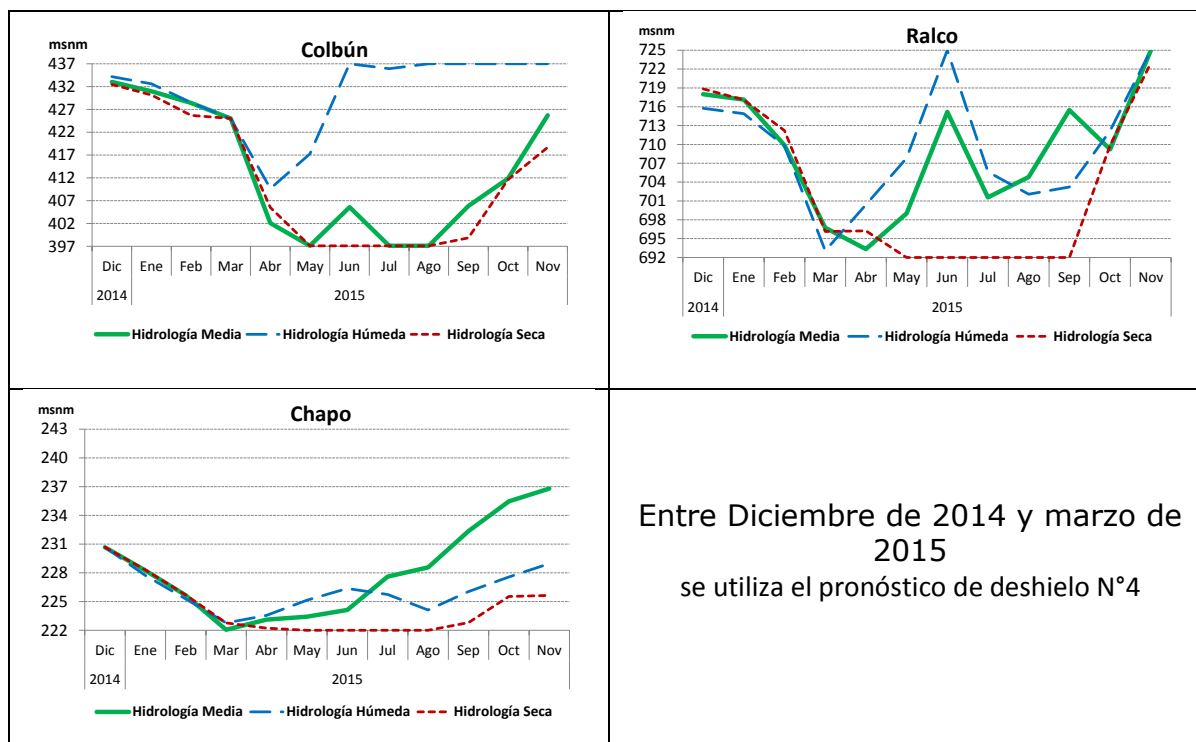 Colbún
msnm
437
432
427
422
417
412
407
402
397
Dic Ene Feb Mar Abr May Jun Jul Ago Sep Oct Nov
2014 2015
Hidrología Media Hidrología Húmeda Hidrología Seca
Ralco
msnm
725
722
719
716
713
710
707
704
701
698
695
692
Dic Ene Feb Mar Abr May Jun Jul Ago Sep Oct Nov
2014 2015
Hidrología Media Hidrología Húmeda Hidrología Seca
Chapo
msnm
243
240
237
234
231
228
225
222
Dic Ene Feb Mar Abr May Jun Jul Ago Sep Oct Nov
2014 2015
Hidrología Media Hidrología Húmeda Hidrología Seca
Entre Diciembre de 2014 y marzo de
2015
se utiliza el pronóstico de deshielo N°4